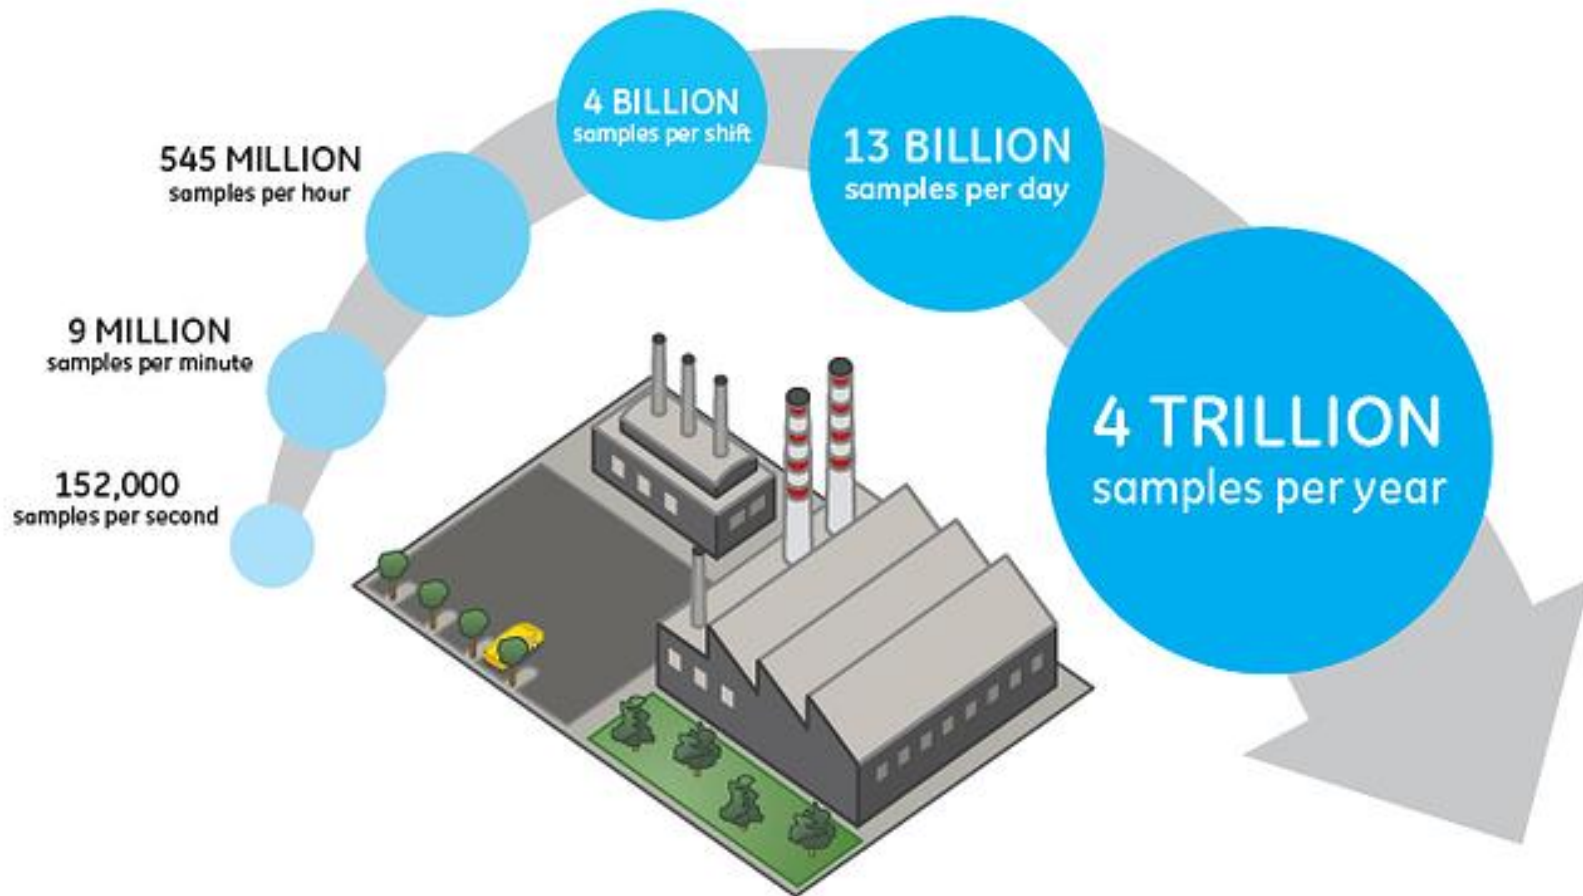 152,000
samples per second
9 MILLION
samples per minute
545 MILLION
samples per hour
4 BILLION
samples per shift
13 BILLION
samples per day
4 TRILLION
samples per year